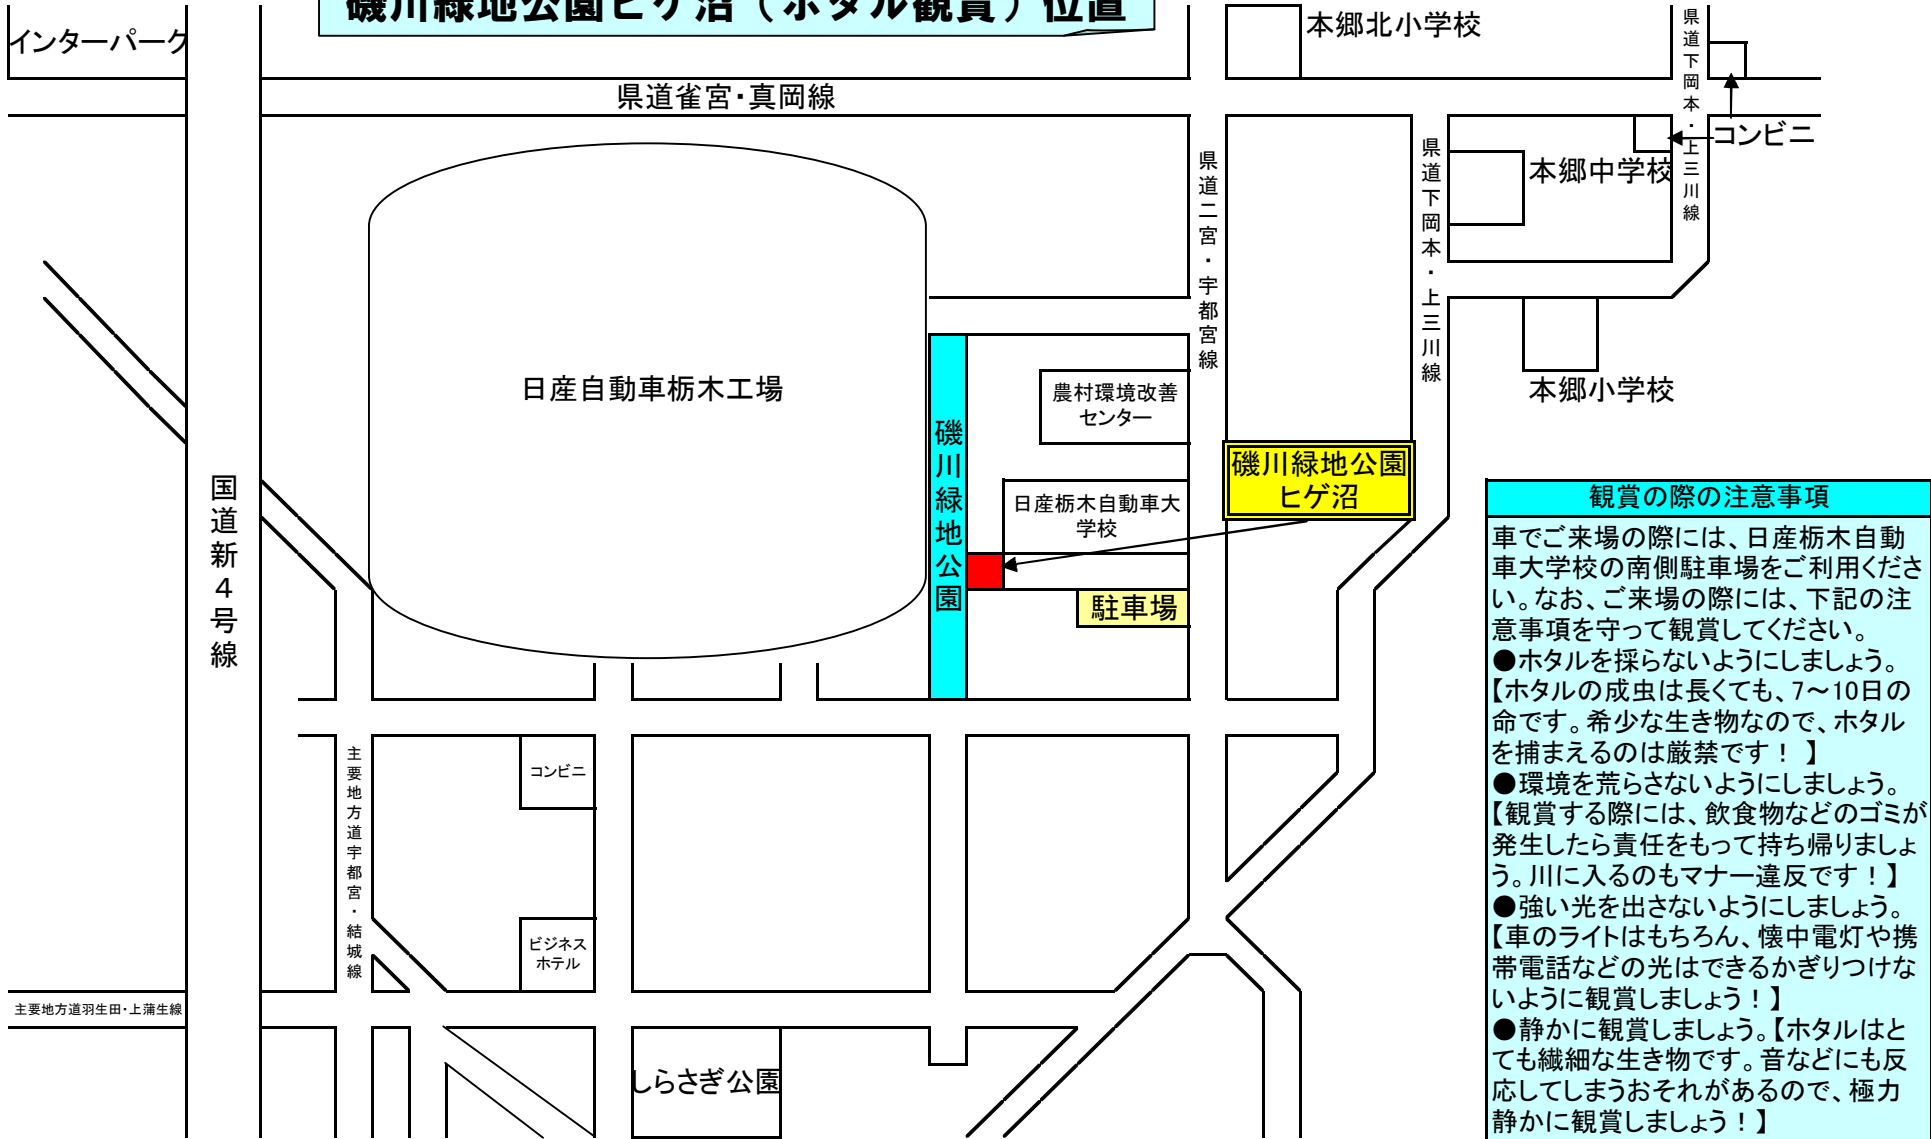 磯川緑地公園ヒゲ沼（ホタル観賞）位置
インターパーク
本郷北小学校
県道下岡本・上三川線
県道雀宮・真岡線
コンビニ
県道二宮・宇都宮線
県道下岡本・上三川線
本郷中学校
日産自動車栃木工場
農村環境改善
センター
本郷小学校
磯川緑地公園
磯川緑地公園
ヒゲ沼
国道新４号線
日産栃木自動車大
学校
駐車場
主要地方道宇都宮・結城線
コンビニ
ビジネス
ホテル
主要地方道羽生田・上蒲生線
しらさぎ公園
観賞の際の注意事項
車でご来場の際には、日産栃木自動
車大学校の南側駐車場をご利用くださ
い。なお、ご来場の際には、下記の注
意事項を守って観賞してください。
●ホタルを採らないようにしましょう。
【ホタルの成虫は長くても、7～10日の
命です。希少な生き物なので、ホタル
を捕まえるのは厳禁です！ 】
●環境を荒らさないようにしましょう。
【観賞する際には、飲食物などのゴミが
発生したら責任をもって持ち帰りましょ
う。川に入るのもマナー違反です！】
●強い光を出さないようにしましょう。
【車のライトはもちろん、懐中電灯や携
帯電話などの光はできるかぎりつけな
いように観賞しましょう！】
●静かに観賞しましょう。【ホタルはと
ても繊細な生き物です。音などにも反
応してしまうおそれがあるので、極力
静かに観賞しましょう！】